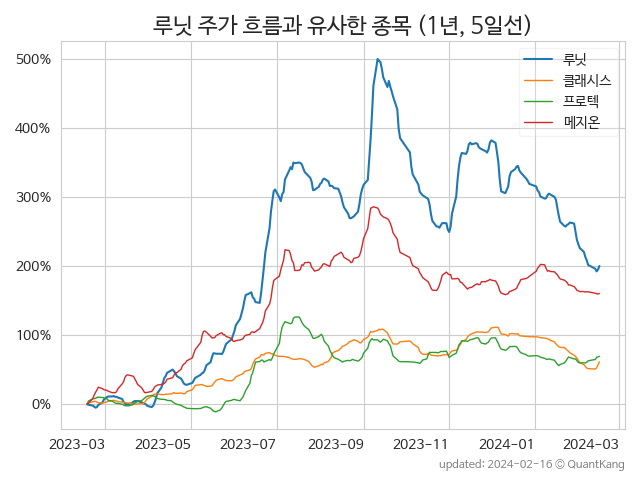 루닛 주가 흐름과 유사한 종목 (1년, 5일선)
루닛
클래시스
프로텍
메지온
500%
400%
300%
200%
100%
0%
2023-03 2023-05 2023-07 2023-09 2023-11 2024-01 2024-03
updated: 2024-02-16 © QuantKang